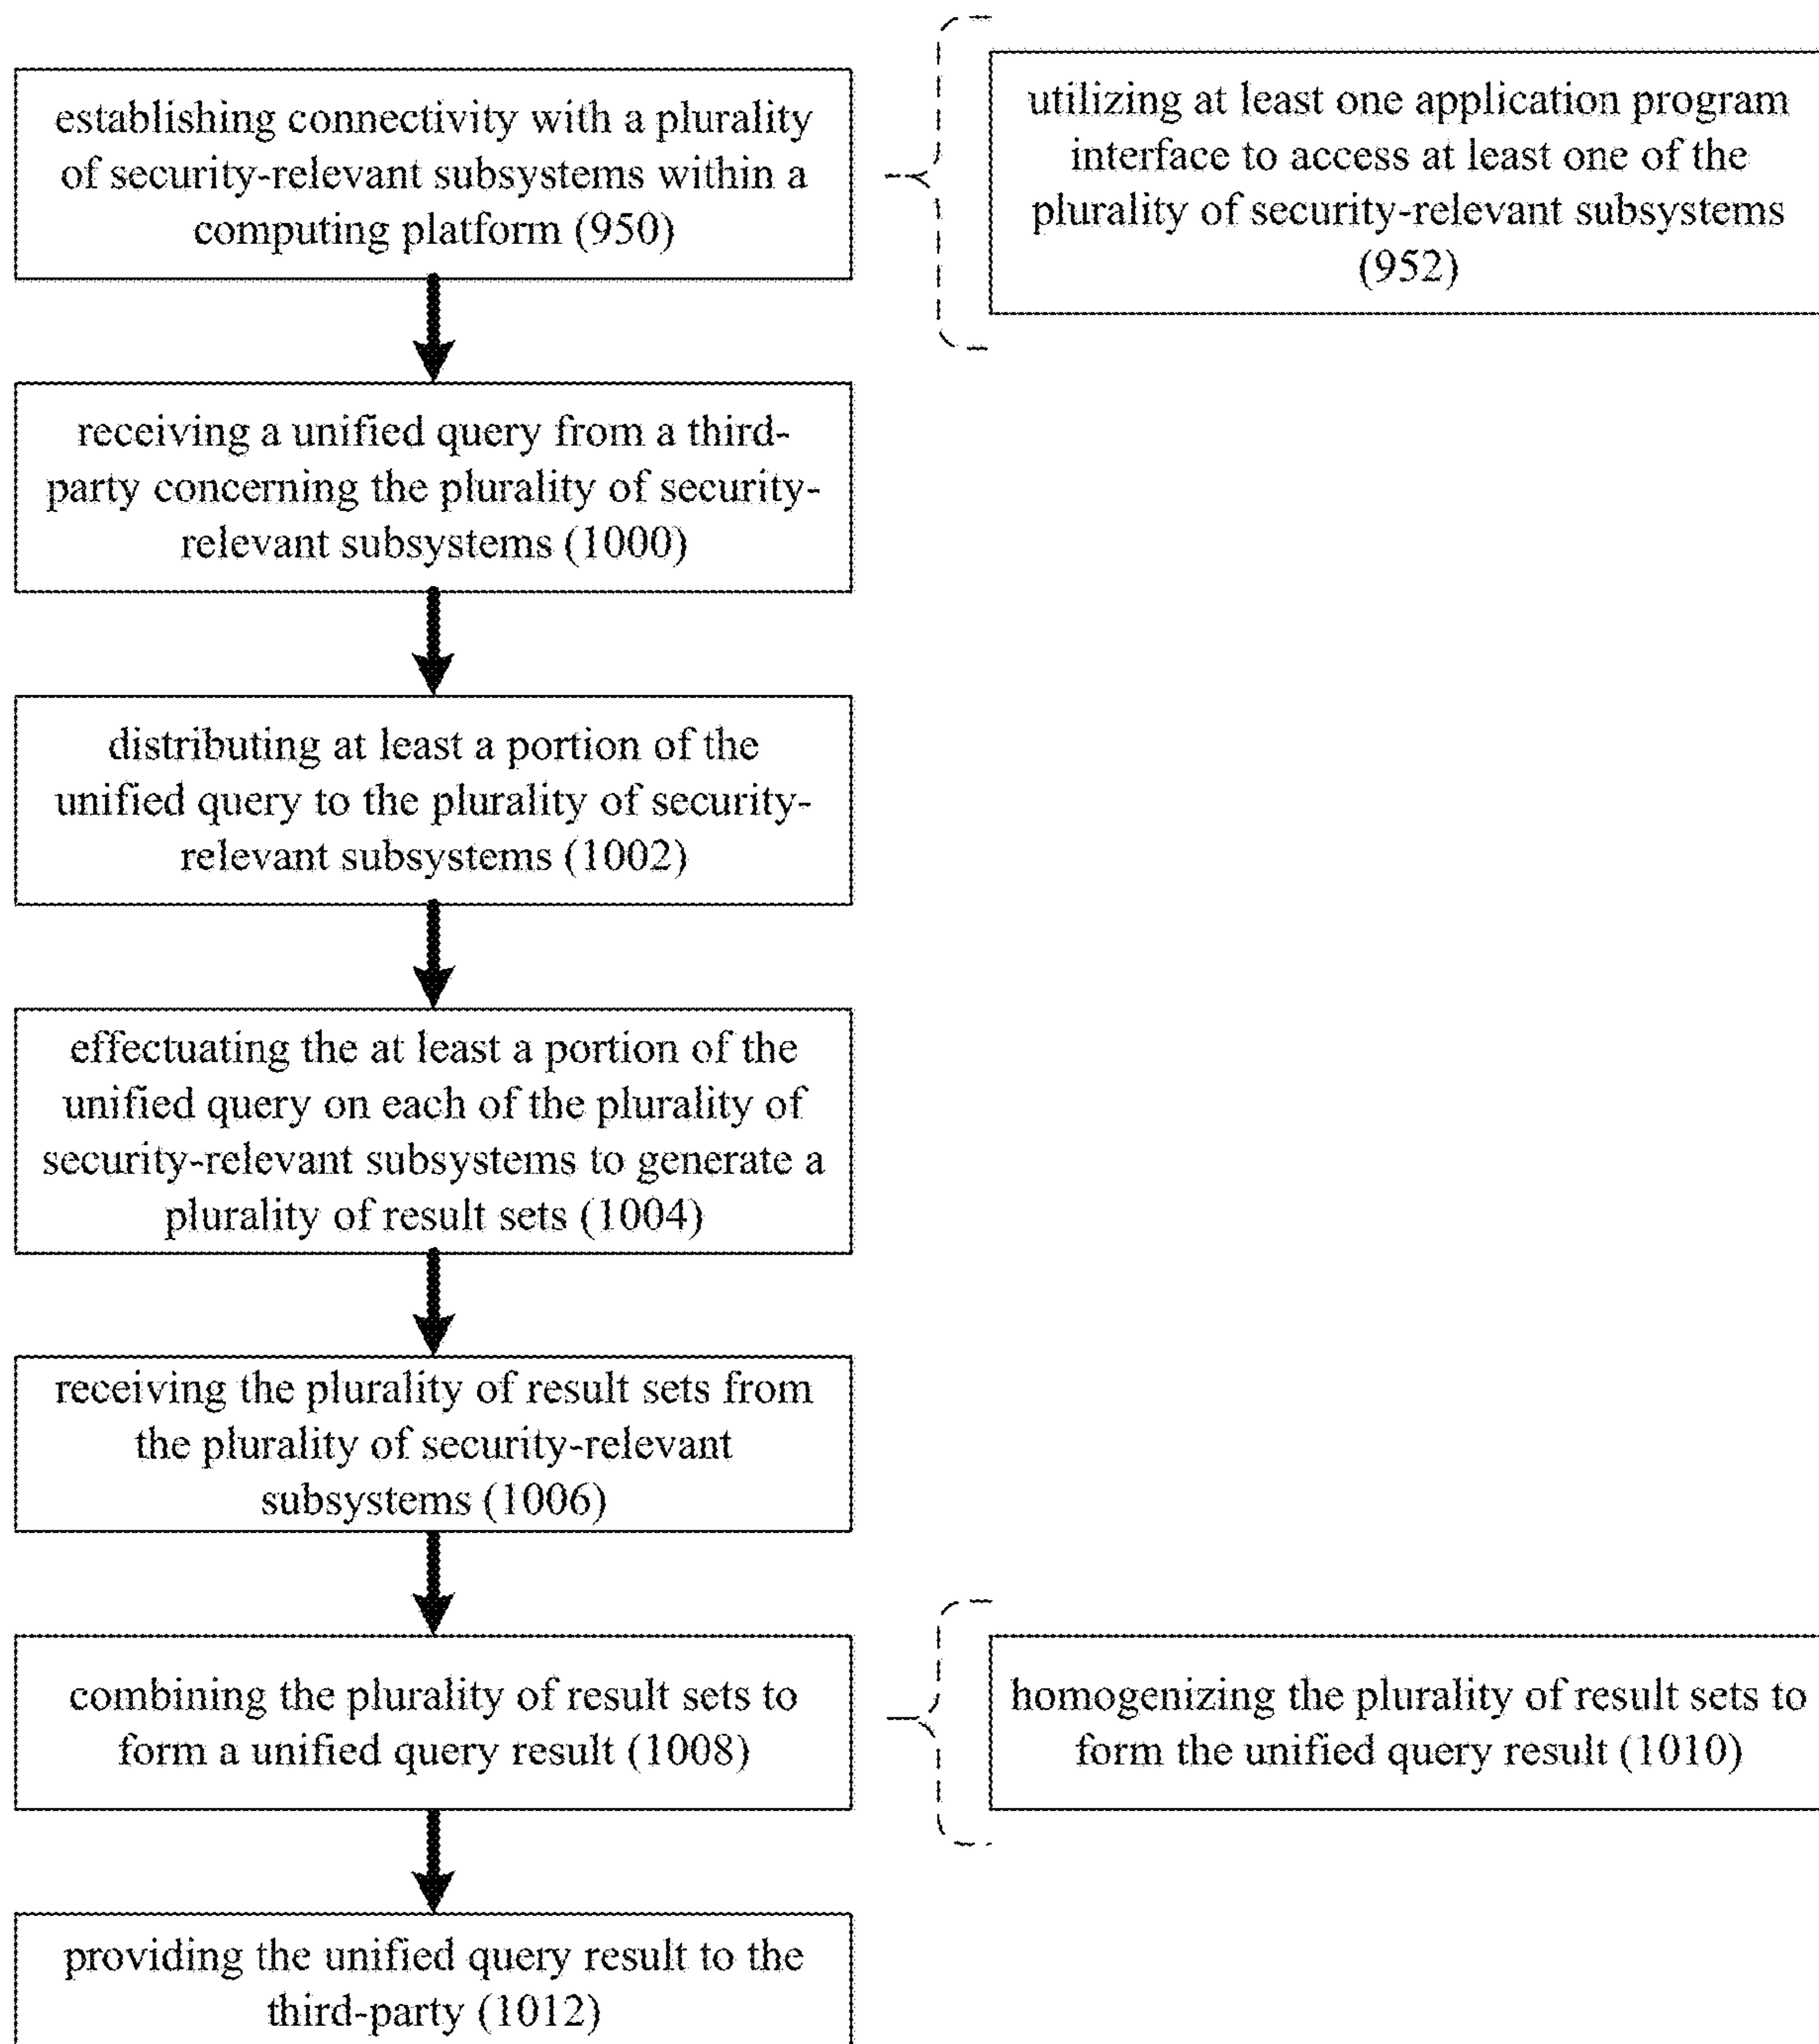 establishing connectivity with a plurality
of security-relevant subsystems within a
computing platform (950)
utilizing at least one application program
interface to access at least one of the
plurality of security-relevant subsystems
(952)
receiving a unified query from a third-
party concerning the plurality of security-
relevant subsystems (1000)
distributing at least a portion of the
unified query to the plurality of security-
relevant subsystems (1002)
effectuating the at least a portion of the
unified query on each of the plurality of
security-relevant subsystems to generate a
plurality of result sets (1004)
receiving the plurality of result sets from
the plurality of security-relevant
subsystems (1006)
combining the plurality of result sets to
form a unified query result (1008)
homogenizing the plurality of result sets to
form the unified query result (1010)
providing the unified query result to the
third-party (1012)